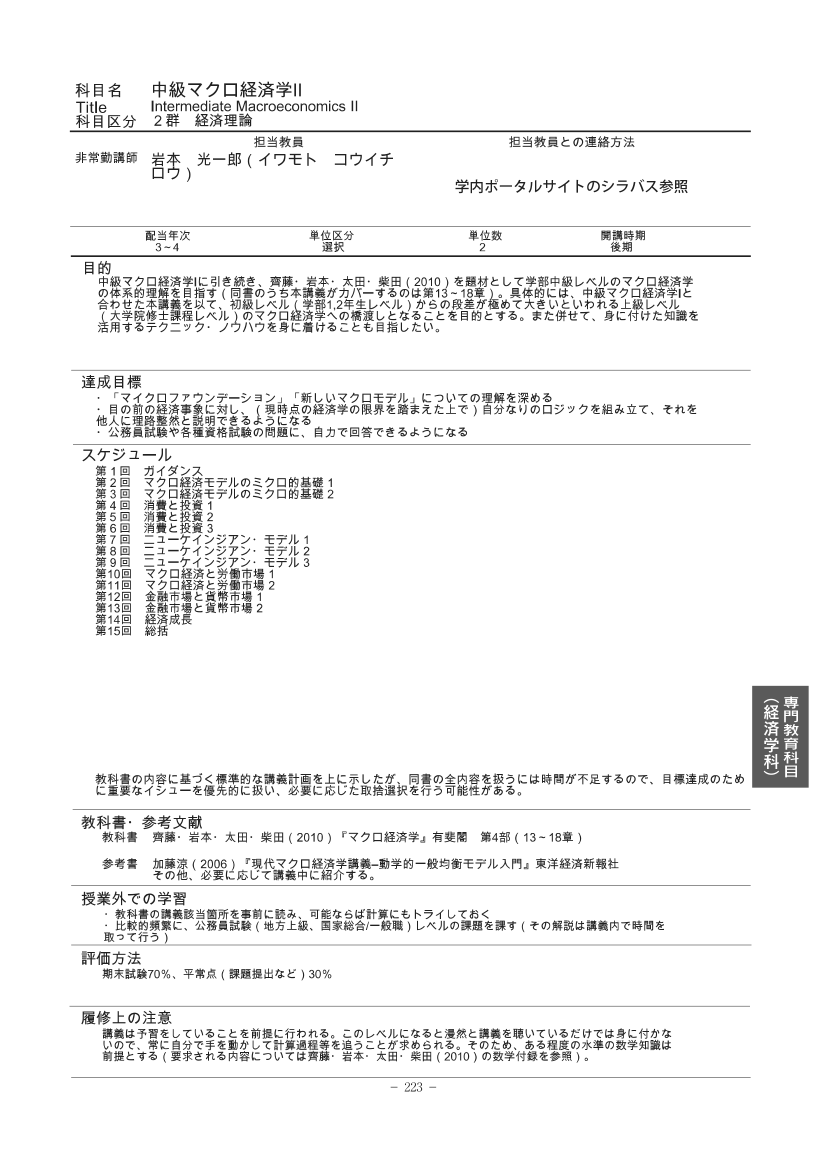 科目名　中級マクロ経済学II
Title　Intermediate Macroeconomics II
科目区分　２群　経済理論
担当教員　担当教員との連絡方法
非常勤講師　岩本　光一郎(イワモト　コウイチ
ロウ)
学内ポータルサイトのシラバス参照
配当年次　単位区分　単位数　開講時期
3～4　選択　2　後期
目的
中級マクロ経済学Iに引き続き、齊藤・岩本・太田・柴田(2010)を題材として学部中級レベルのマクロ経済学
の体系的理解を目指す(同書のうち本講義がカバーするのは第13～18章)。具体的には、中級マクロ経済学Iと
合わせた本講義を以て、初級レベル(学部1,2年生レベル)からの段差が極めて大きいといわれる上級レベル
(大学院修士課程レベル)のマクロ経済学への橋渡しとなることを目的とする。また併せて、身に付けた知識を
活用するテクニック・ノウハウを身に着けることも目指したい。
達成目標
・「マイクロファウンデーション」「新しいマクロモデル」についての理解を深める
・目の前の経済事象に対し、(現時点の経済学の限界を踏まえた上で)自分なりのロジックを組み立て、それを
他人に理路整然と説明できるようになる
・公務員試験や各種資格試験の問題に、自力で回答できるようになる
スケジュール
第1回　ガイダンス
第2回　マクロ経済モデルのミクロ的基礎1
第3回　マクロ経済モデルのミクロ的基礎2
第4回　消費と投資1
第5回　消費と投資2
第6回　消費と投資3
第7回　ニューケインジアン・モデル1
第8回　ニューケインジアン・モデル2
第9回　ニューケインジアン・モデル3
第10回　マクロ経済と労働市場1
第11回　マクロ経済と労働市場2
第12回　金融市場と貨幣市場1
第13回　金融市場と貨幣市場2
第14回　経済成長
第15回　総括
教科書の内容に基づく標準的な講義計画を上に示したが、同書の全内容を扱うには時間が不足するので、目標達成のため
に重要なイシューを優先的に扱い、必要に応じた取捨選択を行う可能性がある。
教科書・参考文献
教科書　齊藤・岩本・太田・柴田(2010)『マクロ経済学』有斐閣　第4部(13～18章)
参考書　加藤涼(2006)『現代マクロ経済学講義―動学的一般均衡モデル入門』東洋経済新報社
その他、必要に応じて講義中に紹介する。
授業外での学習
・教科書の講義該当箇所を事前に読み、可能ならば計算にもトライしておく
・比較的頻繁に、公務員試験(地方上級、国家総合/一般職)レベルの課題を課す(その解説は講義内で時間を
取って行う)
評価方法
期末試験70%、平常点(課題提出など)30%
履修上の注意
講義は予習をしていることを前提に行われる。このレベルになると漫然と講義を聴いているだけでは身に付かな
いので、常に自分で手を動かして計算過程等を追うことが求められる。そのため、ある程度の水準の数学知識は
前提とする(要求される内容については齊藤・岩本・太田・柴田(2010)の数学付録を参照)。
専門教育科目
(経済学科)
− 223 −